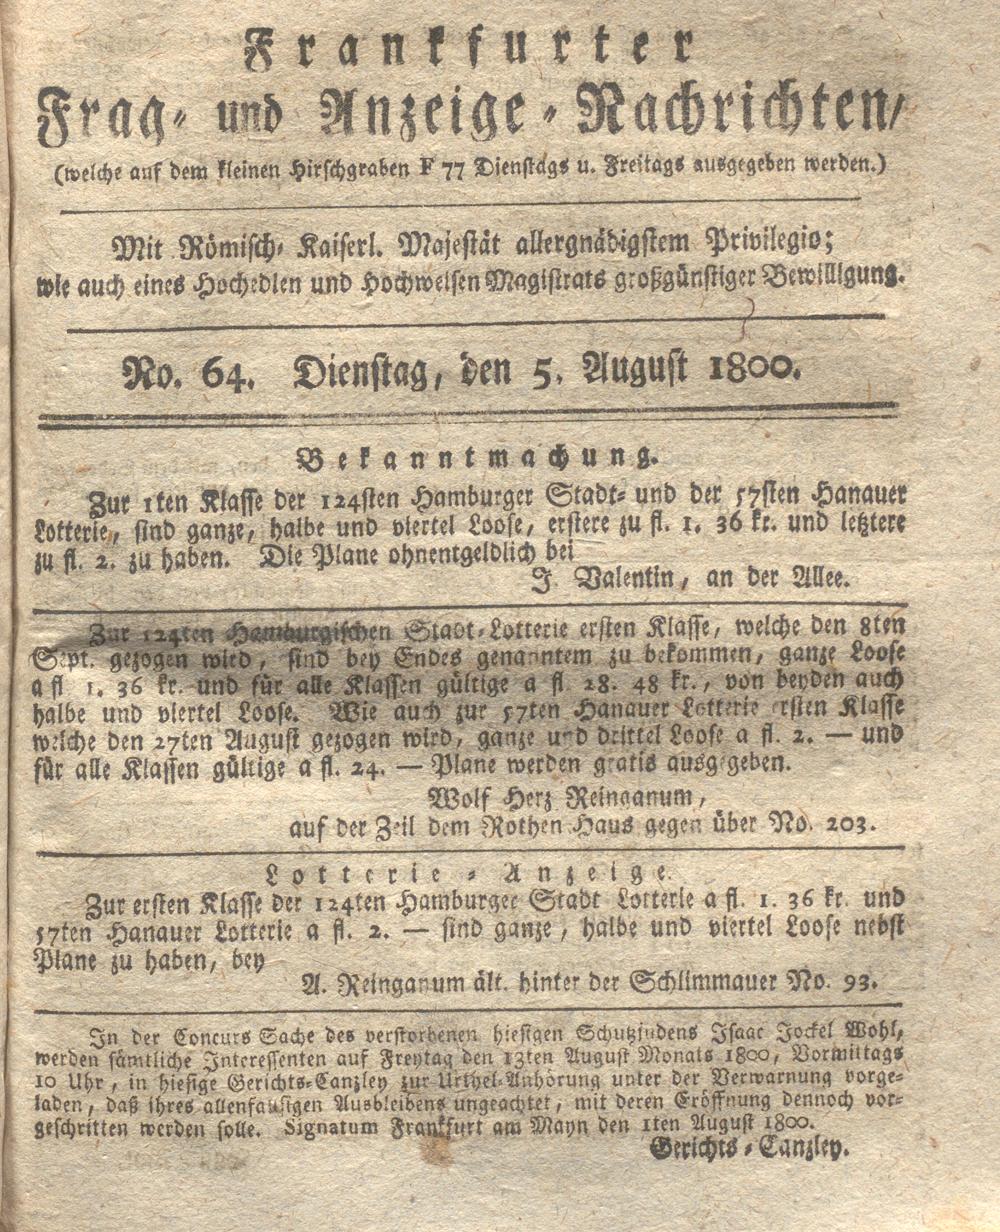 Frankfurter
Frag- und Anzeige-Nachrichten/
(welche auf dem kleinen Hirschgraben F 77 Dienstags u. Freitags ausgegeben werden.)
Mit Römisch- Kaiserl. Majestät allergnädigstem Privilegio;
wie auch eines Hochedlen und Hochweisen Magistrats großgünstiger Bewilligung.
No. 64. Dienstag, den 5. August 1800.
Bekanntmachung.
Zur 1ten Klasse der 124sten Hamburger Stadt- und der 57sten Hanauer
Lotterie, sind ganze, halbe und viertel Loose, erstere zu fl. 1. 36 kr. und letztere
zu fl. 2. zu haben. Die Plane ohnentgeldlich bei
J. Valentin, an der Allee.
Zur 124ten Hamburgischen Stadt-Lotterie ersten Klasse, welche den 8ten
Sept. gezogen wird, sind bey Endes genanntem zu bekommen, ganze Loose
a fl 1. 36 kr. und für alle Klassen gültige a fl 28. 48 kr., von beyden auch
halbe und viertel Loose. Wie auch zur 57ten Hanauer Lotterie ersten Klasse
welche den 27ten August gezogen wird, ganze und drittel Loose a fl. 2. — und
für alle Klassen gültige a fl. 24. — Plane werden gratis ausgegeben.
Wolf Herz Reinganum,
auf der Zeil dem Rothen Haus gegen über No. 203.
Lotterie-Anzeige.
Zur ersten Klasse der 124ten Hamburger Stadt Lotterie a fl. 1. 36 kr. und
57ten Hanauer Lotterie a fl. 2. — sind ganze, halbe und viertel Loose nebst
Plane zu haben, bey
A. Reinganum ält. hinter der Schlimmauer No. 93.
In der Concurs Sache des verstorbenen hiesigen Schutzjudens Isaac Jockel Wohl,
werden sämtliche Interessenten auf Freytag den 13ten August Monats 1800, Vormittags
10 Uhr, in hiesige Gerichts-Canzley zur Urthel-Anhörung unter der Verwarnung vorge-
laden, daß ihres allenfallsigen Ausbleibens ungeachtet, mit deren Eröffnung dennoch vor-
geschritten werden solle. Signatum Frankfurt am Mayn den 1ten August 1800.
Gerichts-Canzley.